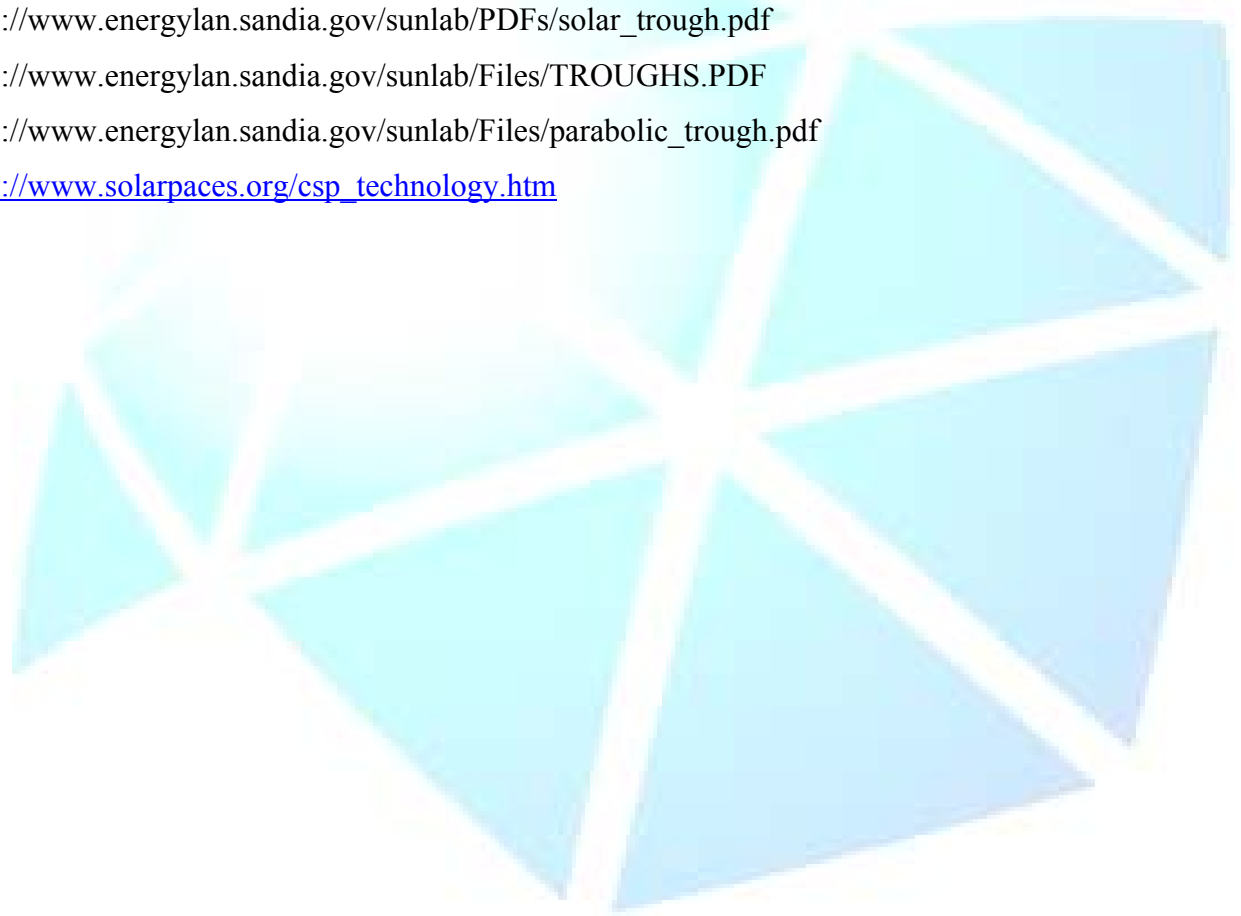 ://www.energylan.sandia.gov/sunlab/PDFs/solar_trough.pdf
://www.energylan.sandia.gov/sunlab/Files/TROUGHS.PDF
://www.energylan.sandia.gov/sunlab/Files/parabolic_trough.pdf
://www.solarpaces.org/csp_technology.htm